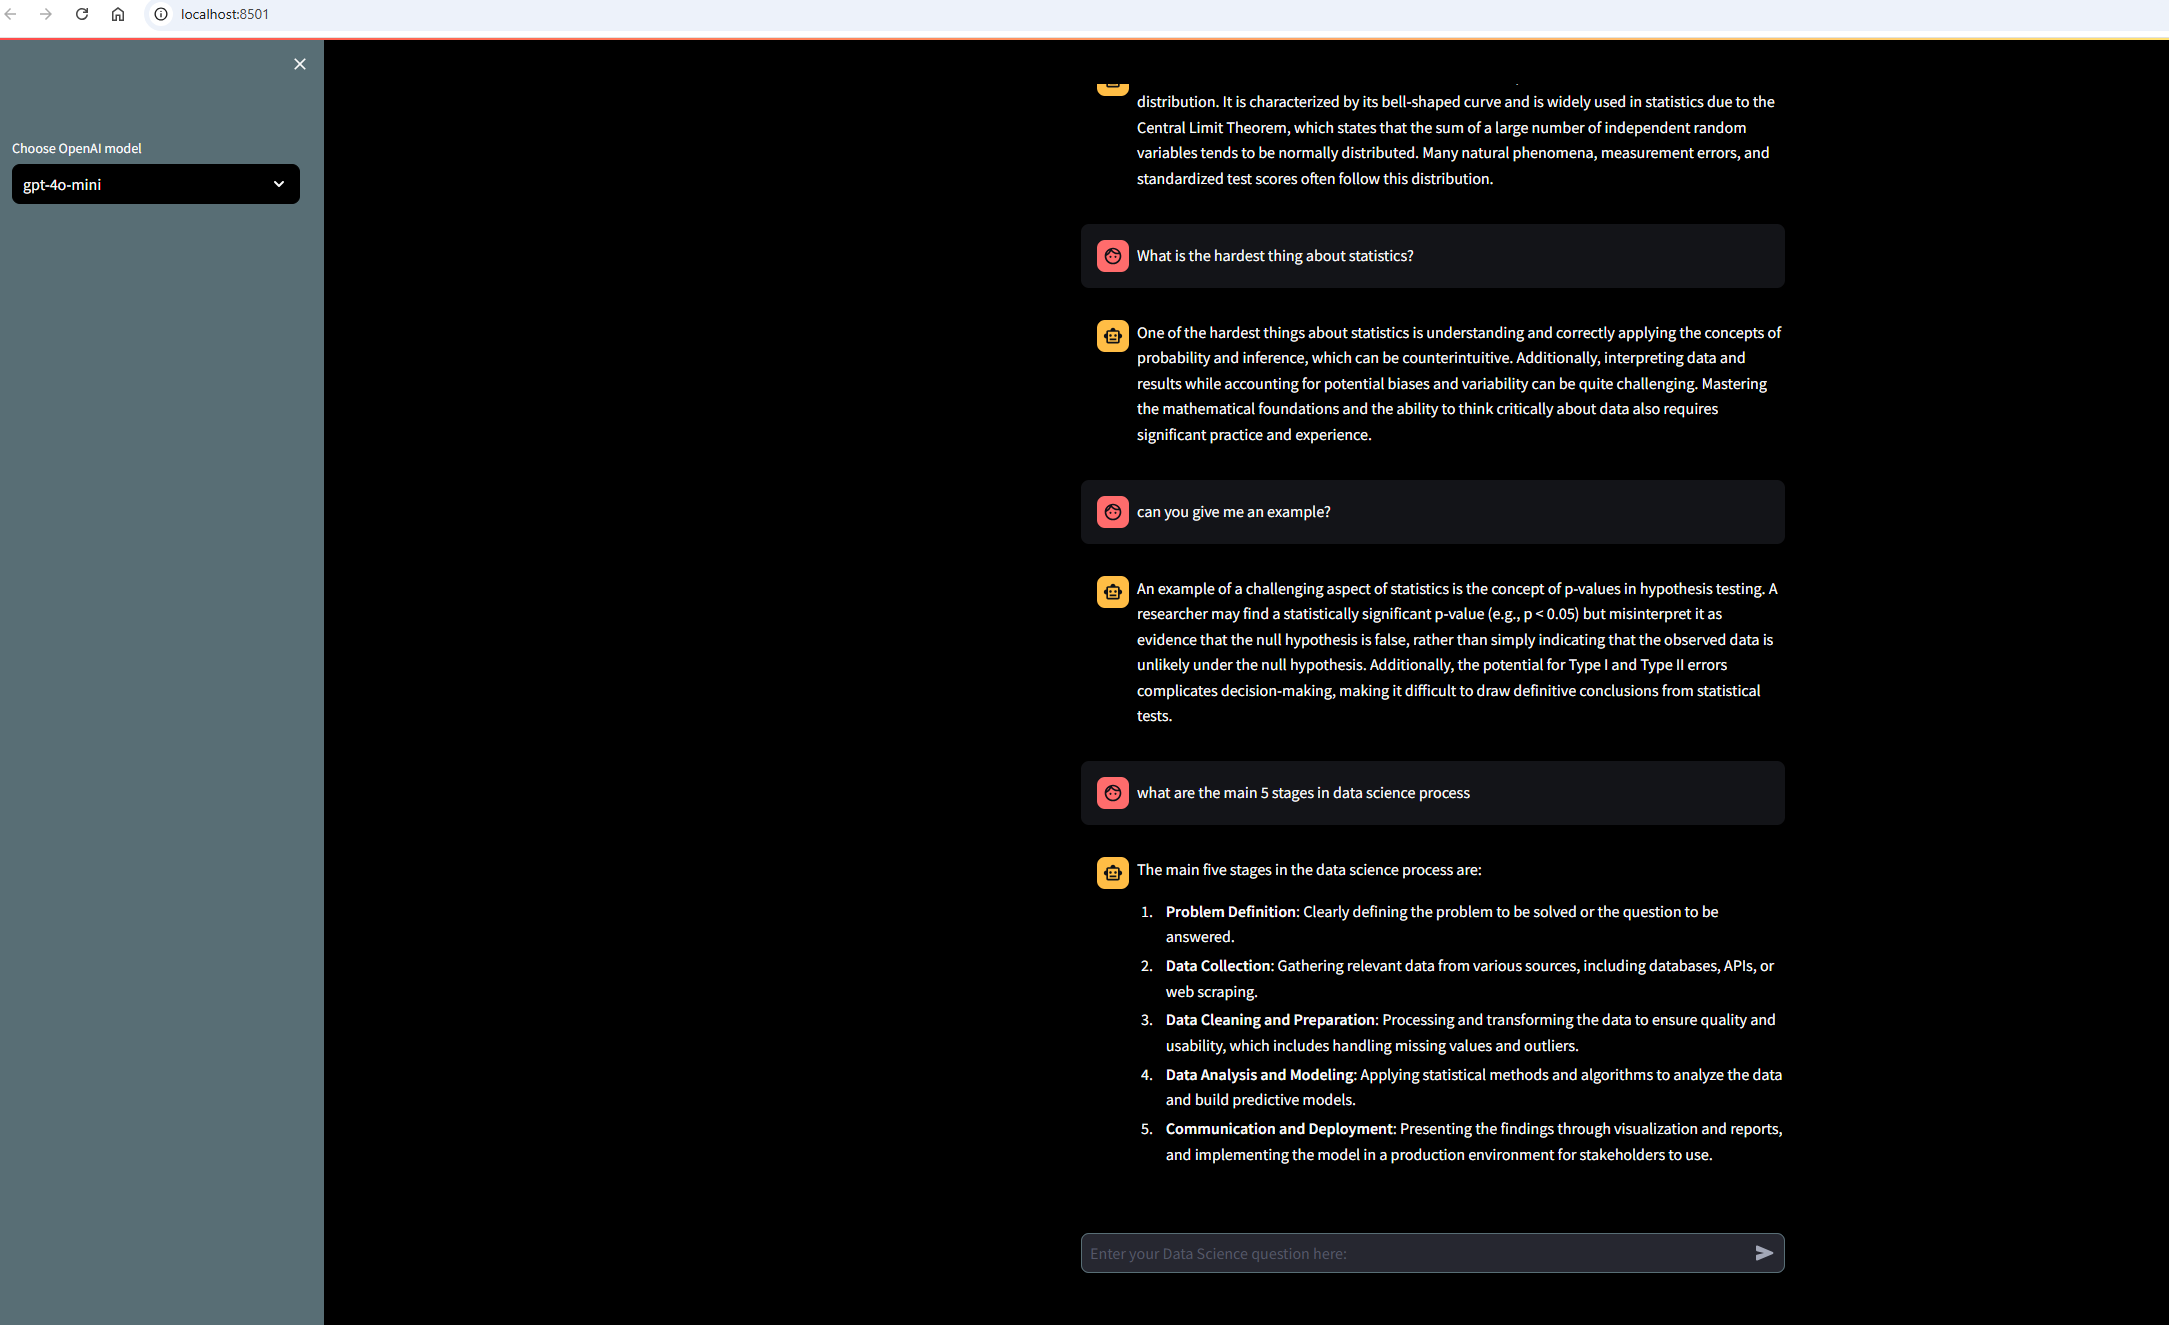 localhost:8501
Choose OpenAI model
gpt-4o-mini
distribution. It is characterized by its bell-shaped curve and is widely used in statistics due to the
Central Limit Theorem, which states that the sum of a large number of independent random
variables tends to be normally distributed. Many natural phenomena, measurement errors, and
standardized test scores often follow this distribution.
What is the hardest thing about statistics?
One of the hardest things about statistics is understanding and correctly applying the concepts of
probability and inference, which can be counterintuitive. Additionally, interpreting data and
results while accounting for potential biases and variability can be quite challenging. Mastering
the mathematical foundations and the ability to think critically about data also requires
significant practice and experience.
can you give me an example?
An example of a challenging aspect of statistics is the concept of p-values in hypothesis testing. A
researcher may find a statistically significant p-value (e.g., p < 0.05) but misinterpret it as
evidence that the null hypothesis is false, rather than simply indicating that the observed data is
unlikely under the null hypothesis. Additionally, the potential for Type I and Type II errors
complicates decision-making, making it difficult to draw definitive conclusions from statistical
tests.
what are the main 5 stages in data science process
The main five stages in the data science process are:
1. Problem Definition: Clearly defining the problem to be solved or the question to be
answered.
2. Data Collection: Gathering relevant data from various sources, including databases, APIs, or
web scraping.
3. Data Cleaning and Preparation: Processing and transforming the data to ensure quality and
usability, which includes handling missing values and outliers.
4. Data Analysis and Modeling: Applying statistical methods and algorithms to analyze the data
and build predictive models.
5. Communication and Deployment: Presenting the findings through visualization and reports,
and implementing the model in a production environment for stakeholders to use.
Enter your Data Science question here: